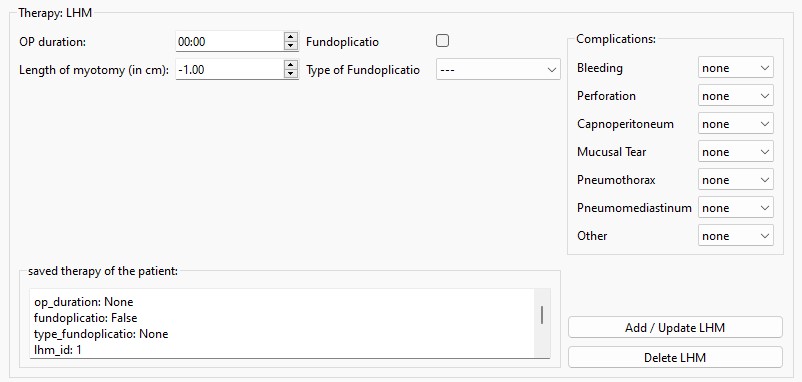 Therapy: LHM
OP duration: 00:00 Fundoplicatio
Length of myotomy (in cm): -1.00 Type of Fundoplicatio ---
Complications:
Bleeding none
Perforation none
Capnoperitoneum none
Mucusal Tear none
Pneumothorax none
Pneumomediastinum none
Other none
saved therapy of the patient:
op_duration: None
fundoplicatio: False
type_fundoplicatio: None
lhm_id: 1
Add / Update LHM
Delete LHM